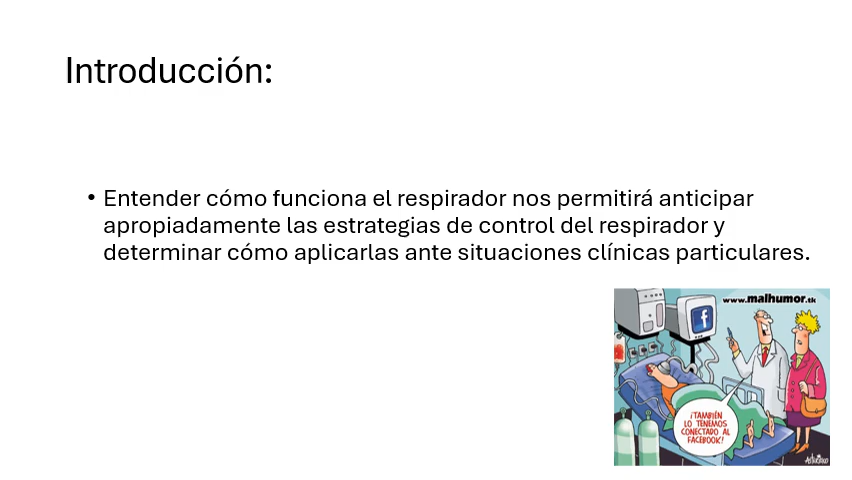 Introducción:
• Entender cómo funciona el respirador nos permitirá anticipar
apropiadamente las estrategias de control del respirador y
determinar cómo aplicarlas ante situaciones clínicas particulares.
www.malhumor.tk
f
¡TAMBIÉN
LO TENEMOS
CONECTADO AL
FACEBOOK!